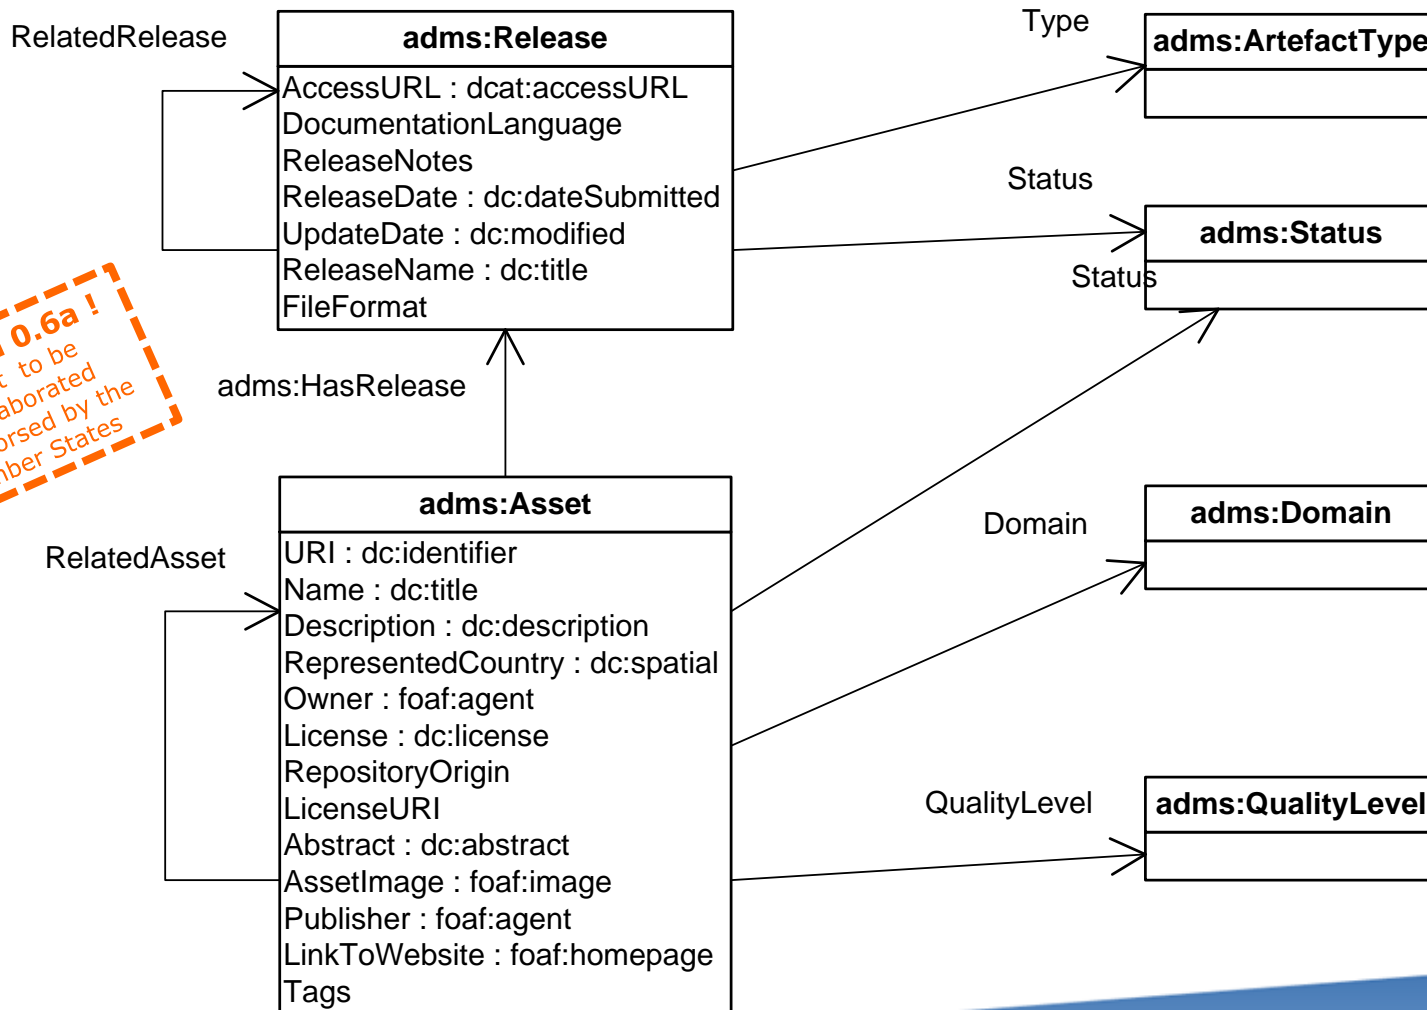 RelatedRelease
adms:Release
AccessURL : dcat:accessURL
DocumentationLanguage
ReleaseNotes
ReleaseDate : dc:dateSubmitted
UpdateDate : dc:modified
ReleaseName : dc:title
FileFormat
Type
adms:ArtefactType
Status
adms:Status
Status
0.6a !
to be
by the
States
adms:HasRelease
adms:Asset
RelatedAsset
URI : dc:identifier
Name : dc:title
Description : dc:description
RepresentedCountry : dc:spatial
Owner : foaf:agent
License : dc:license
RepositoryOrigin
LicenseURI
Abstract : dc:abstract
AssetImage : foaf:image
Publisher : foaf:agent
LinkToWebsite : foaf:homepage
Tags
Domain
adms:Domain
QualityLevel
adms:QualityLevel